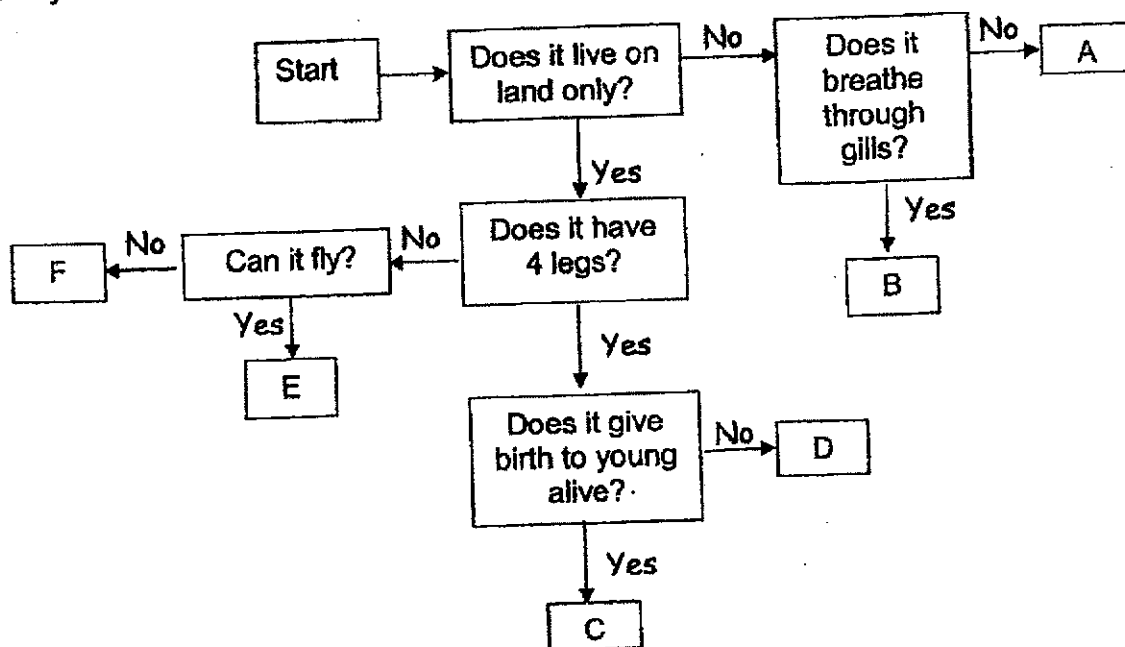 Start
Does it live on
land only?
No
Does it
breathe
through
gills?
No
A
Yes
Yes
B
Does it have
4 legs?
No
Can it fly?
No
F
Yes
E
Yes
Does it give
birth to young
alive?
No
D
Yes
C